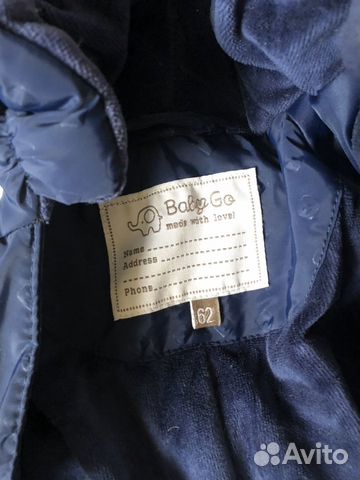 Baby Go
made with love!
Name
Address
Phone
62
Avito